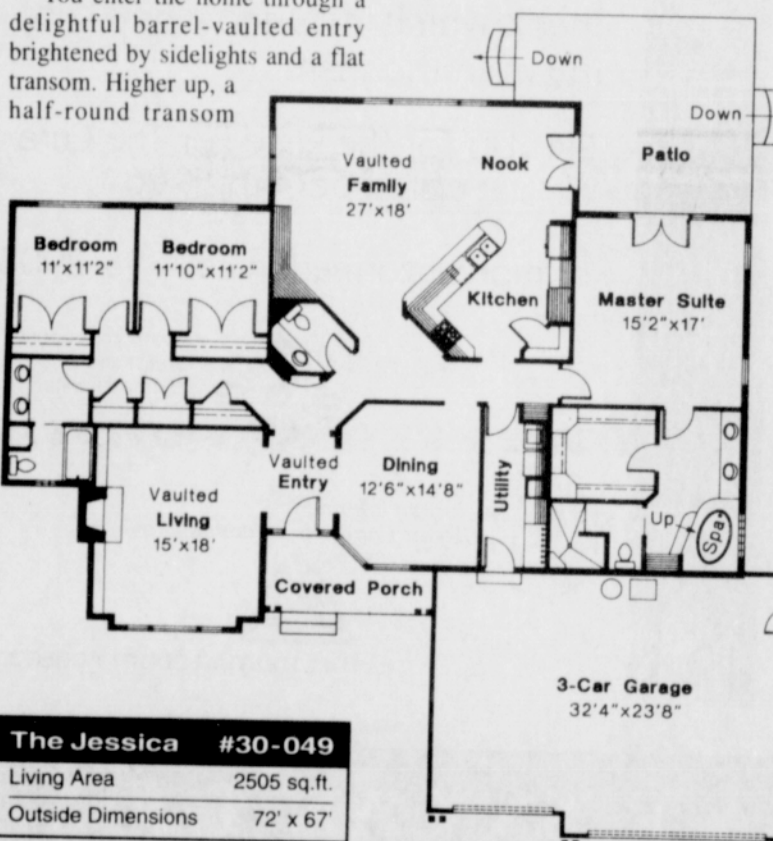 You enter the home through a
delightful barrel-vaulted entry
brightened by sidelights and a flat
transom. Higher up, a
half-round transom
Down
Down
Patio
Vaulted
Family
27'x18'
Nook
Bedroom
11'x11'2"
Bedroom
11'10"x11'2"
Kitchen
Master Suite
15'2"x17'
Vaulted
Entry
Dining
12'6"x14'8"
Utility
Vaulted
Living
15'x18'
Up
Spa
Covered Porch
3-Car Garage
32'4"x23'8"
The Jessica #30-049
Living Area 2505 sq.ft.
Outside Dimensions 72' x 67'